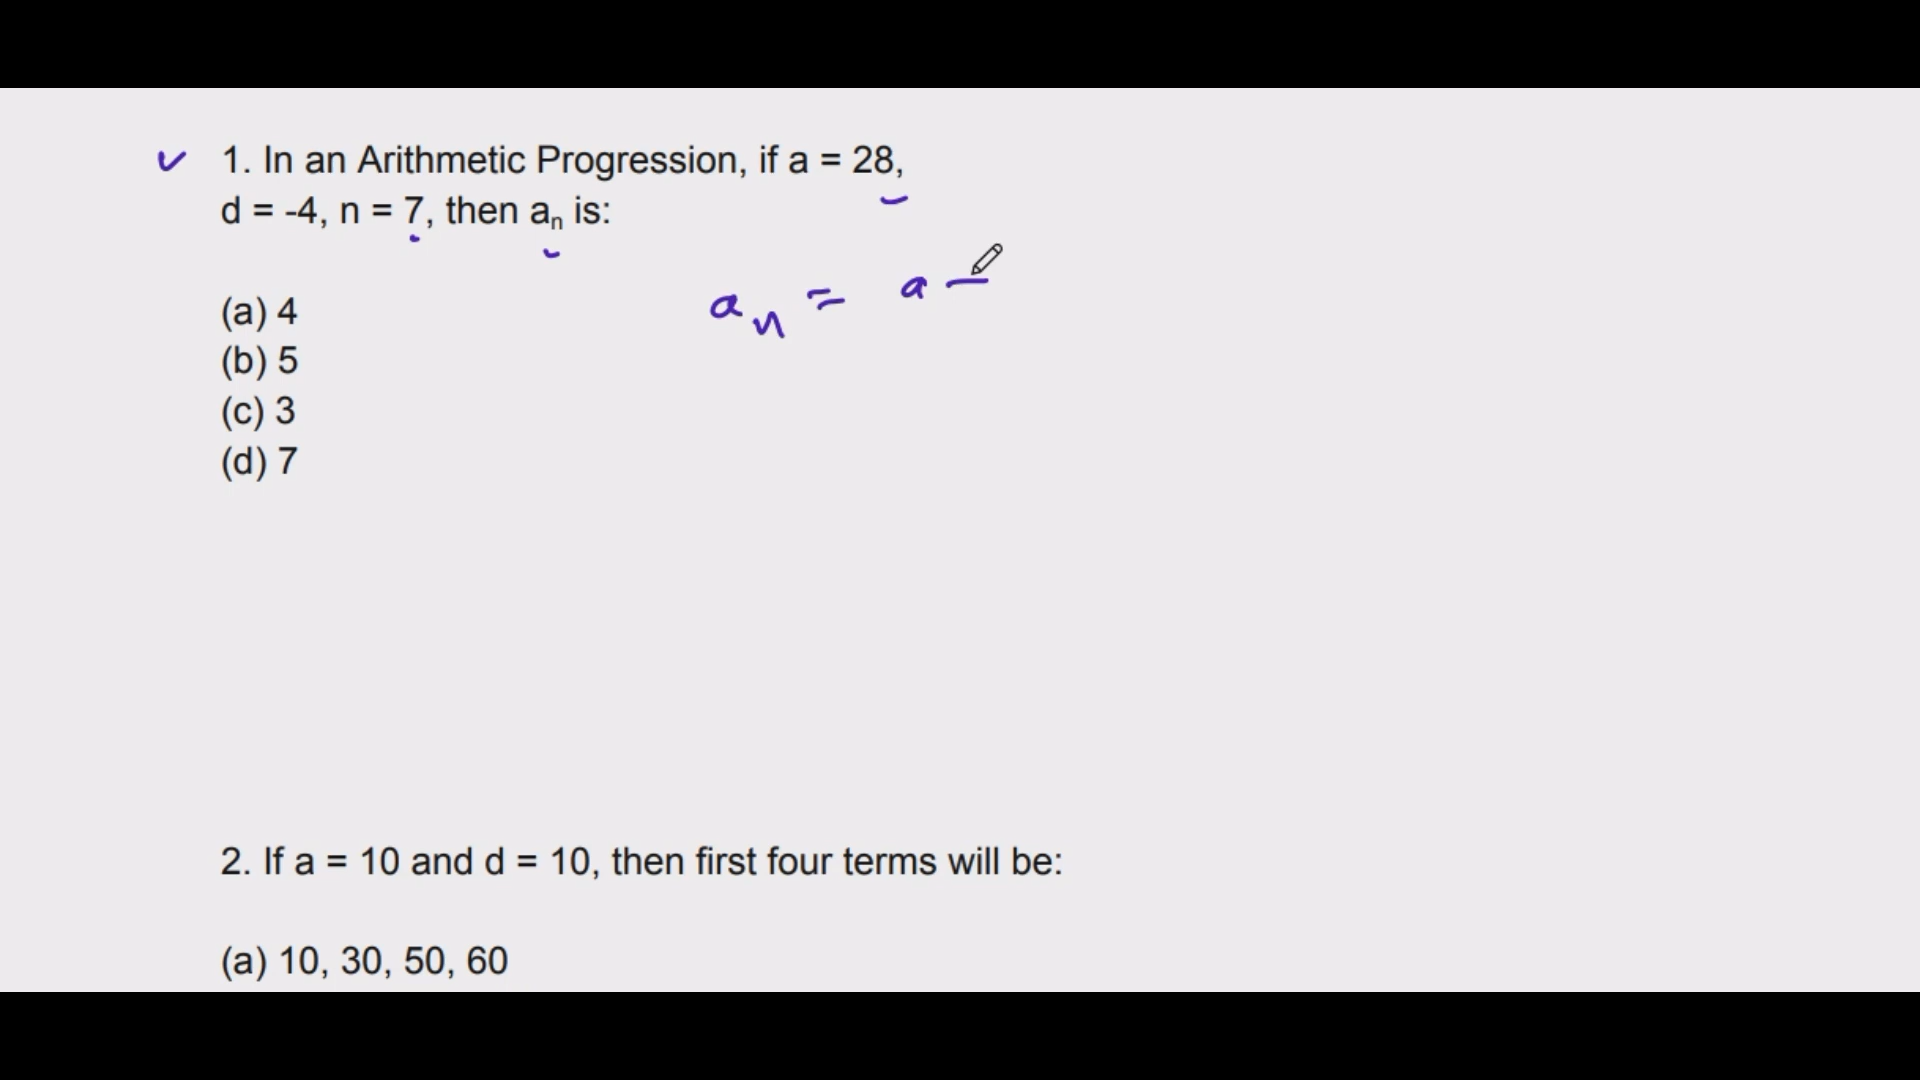 1. In an Arithmetic Progression, if a = 28,
d = -4, n = 7, then aₙ is:
aₙ = a –
(a) 4
(b) 5
(c) 3
(d) 7
2. If a = 10 and d = 10, then first four terms will be:
(a) 10, 30, 50, 60